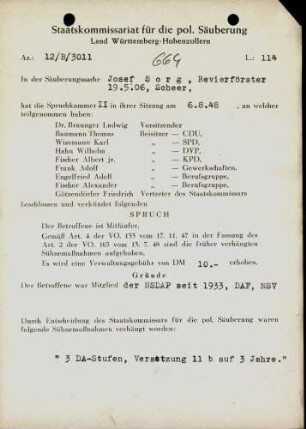 Staatskommissariat für die pol. Säuberung
Land Württemberg-Hohenzollern
Az.: 12/B/3011
664
L.: 114
In der Säuberungssache Josef Sorg, Revierförster
19.5.06, Scheer,
hat die Spruchkammer II in ihrer Sitzung am 6.8.48 , an welcher
teilgenommen haben:
Dr. Braunger Ludwig Vorsitzender
Baumann Thomas Beisitzer — CDU,
Wizemann Karl „ — SPD,
Hahn Wilhelm „ — DVP,
Fischer Albert jr. „ — KPD,
Frank Adolf „ — Gewerkschaften,
Engelfried Adolf „ — Berufsgruppe,
Fischer Alexander „ — Berufsgruppe,
Götzendörfer Friedrich Vertreter des Staatskommissars
beschlossen und verkündet folgenden
SPRUCH
Der Betroffene ist Mitläufer.
Gemäß Art. 4 der VO. 133 vom 17. 11. 47 in der Fassung des
Art. 2 der VO. 165 vom 13. 7. 48 sind die früher verhängten
Sühnemaßnahmen aufgehoben.
Es wird eine Verwaltungsgebühr von DM 10.- erhoben.
Gründe
Der Betroffene war Mitglied der NSDAP seit 1933, DAF, NSV
Durch Entscheidung des Staatskommissars für die pol. Säuberung waren
folgende Sühnemaßnahmen verhängt worden:
" 3 DA-Stufen, Versetzung 11 b auf 3 Jahre."